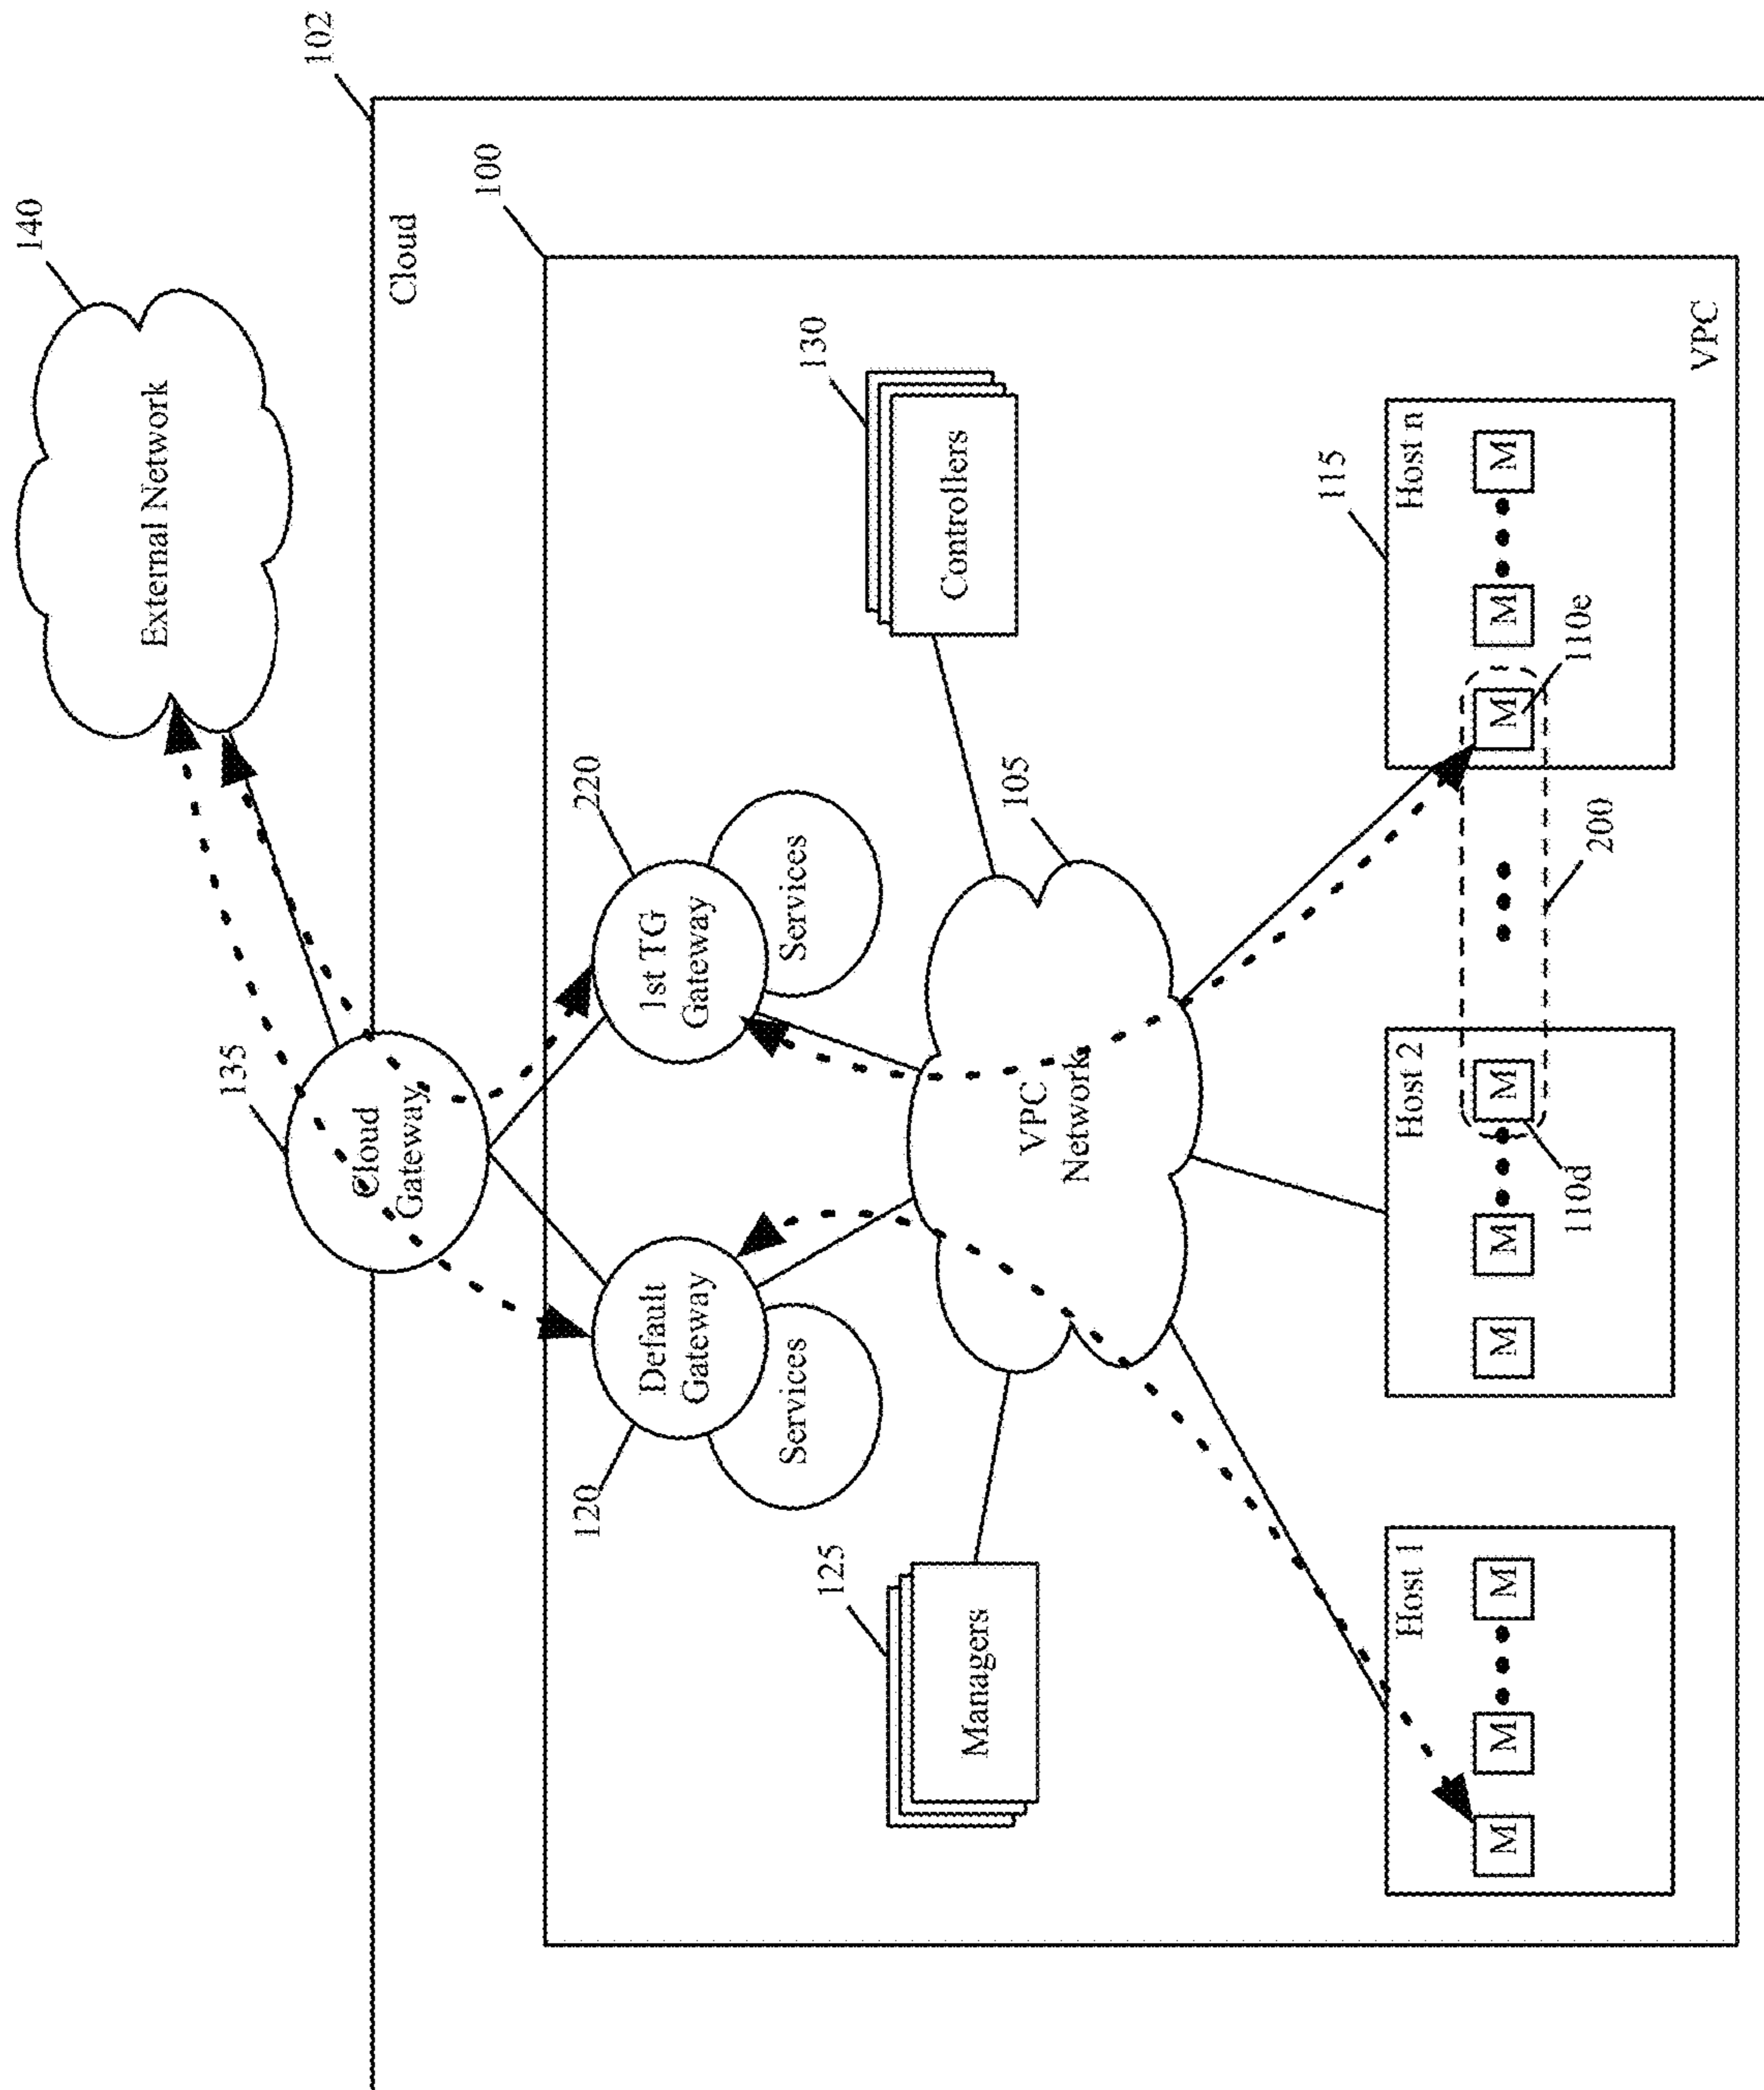 140
External Network
102
Cloud
135
Cloud
Gateway
100
120
Default
Gateway
Services
220
1st TG
Gateway
Services
125
Managers
130
Controllers
105
VPC
Network
115
Host 1
M
M
M
Host 2
M
M
M
110d
200
Host n
M
M
M
110e
VPC